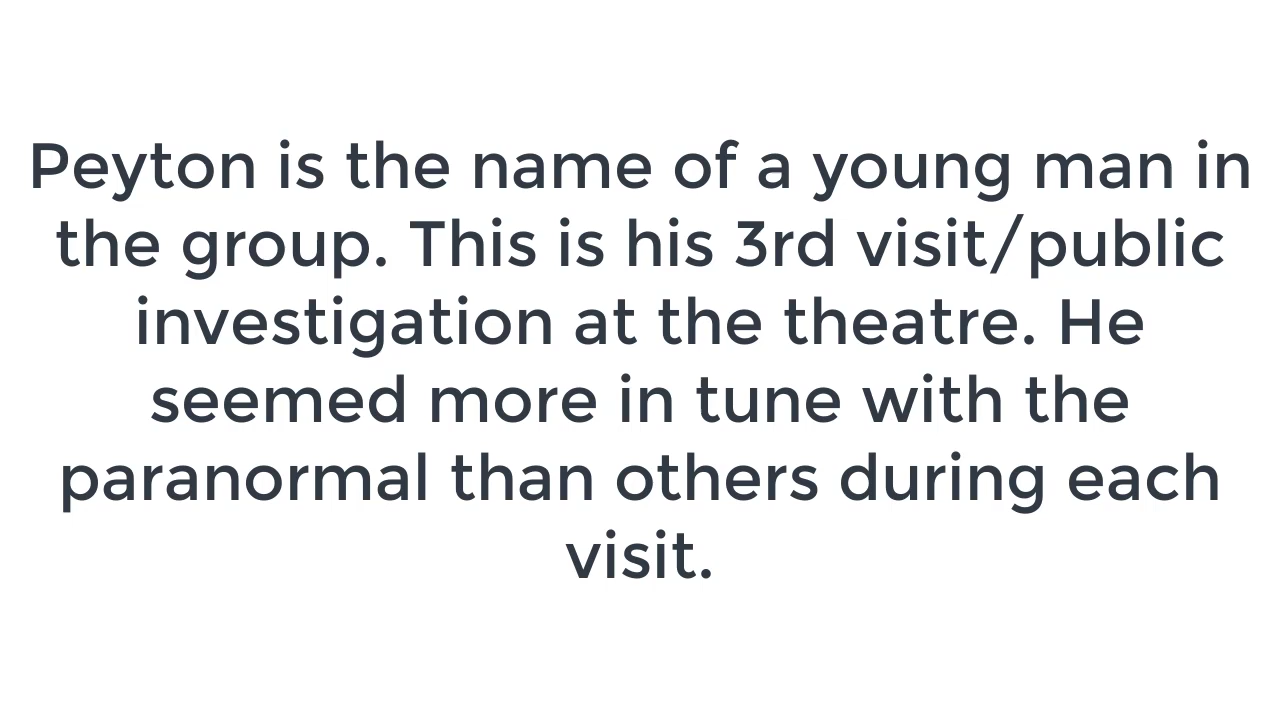 Peyton is the name of a young man in
the group. This is his 3rd visit/public
investigation at the theatre. He
seemed more in tune with the
paranormal than others during each
visit.